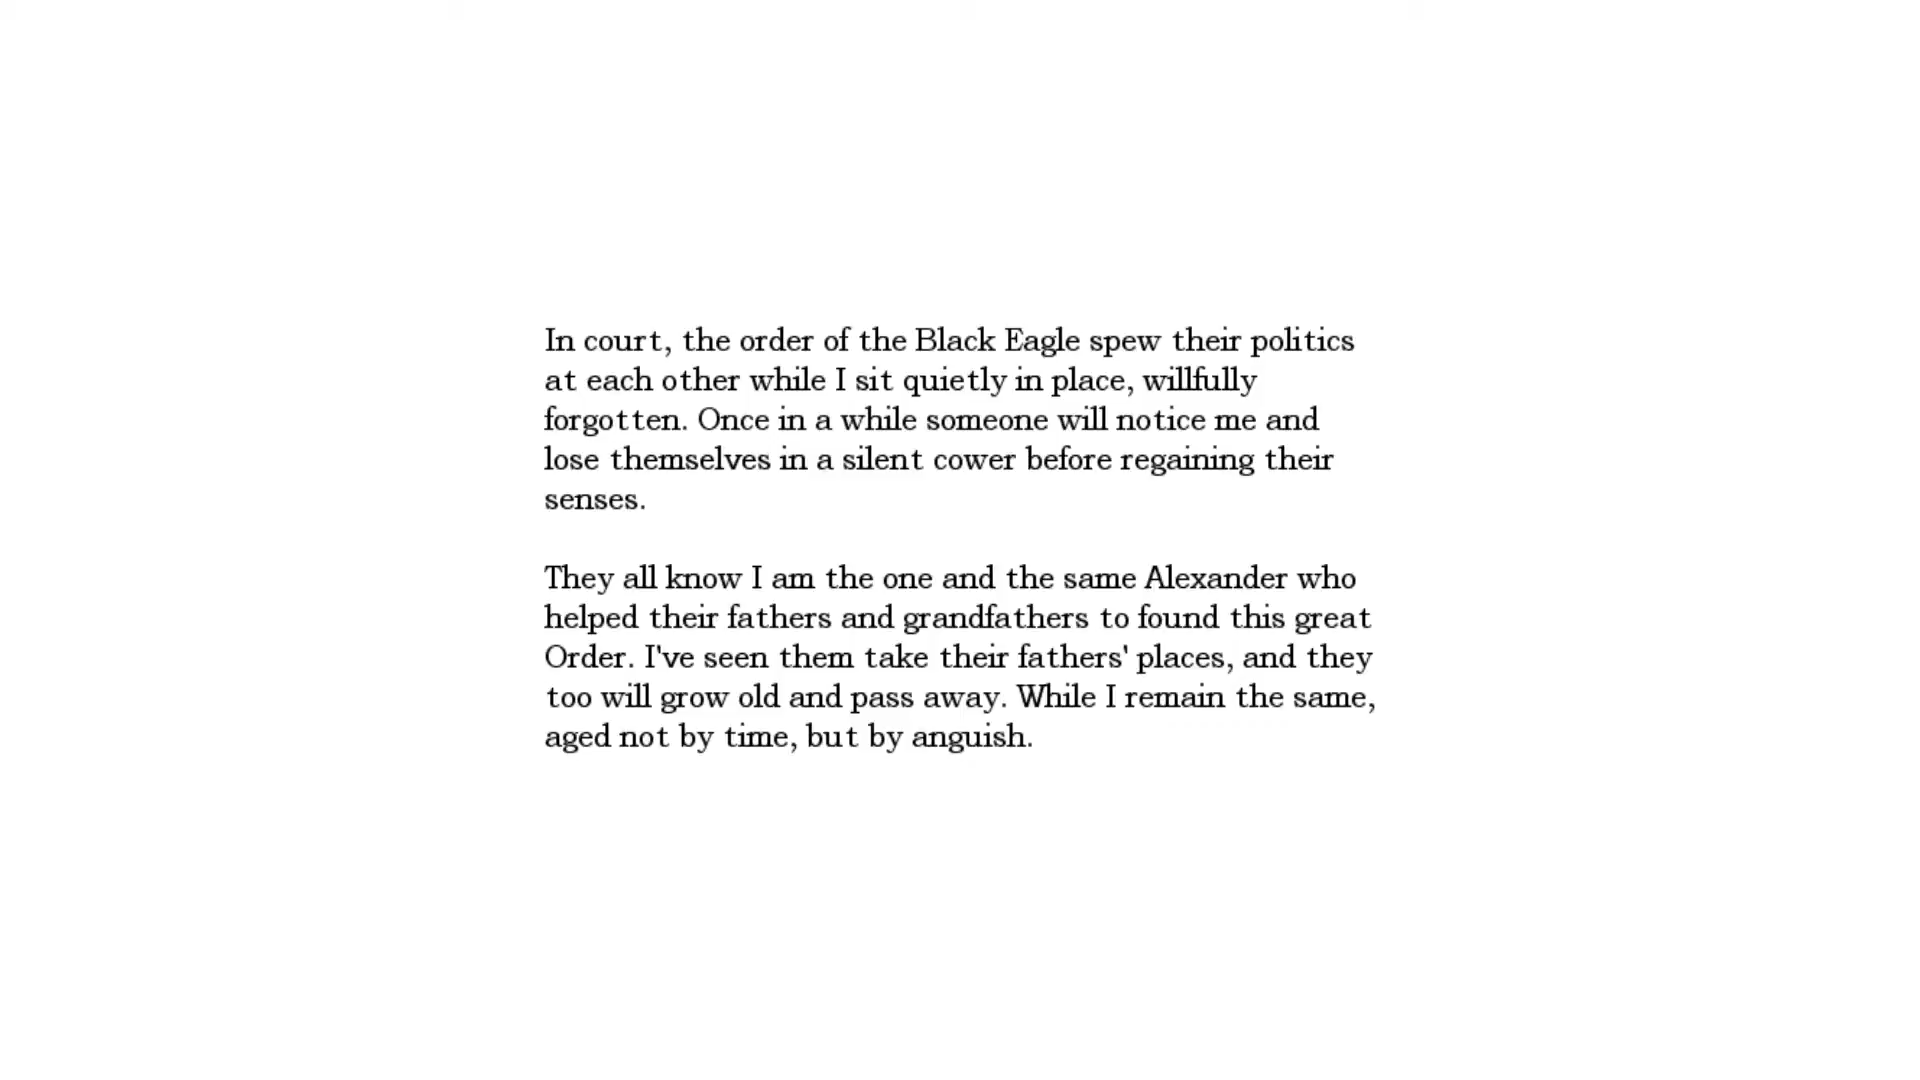 In court, the order of the Black Eagle spew their politics
at each other while I sit quietly in place, willfully
forgotten. Once in a while someone will notice me and
lose themselves in a silent cower before regaining their
senses.
They all know I am the one and the same Alexander who
helped their fathers and grandfathers to found this great
Order. I've seen them take their fathers' places, and they
too will grow old and pass away. While I remain the same,
aged not by time, but by anguish.